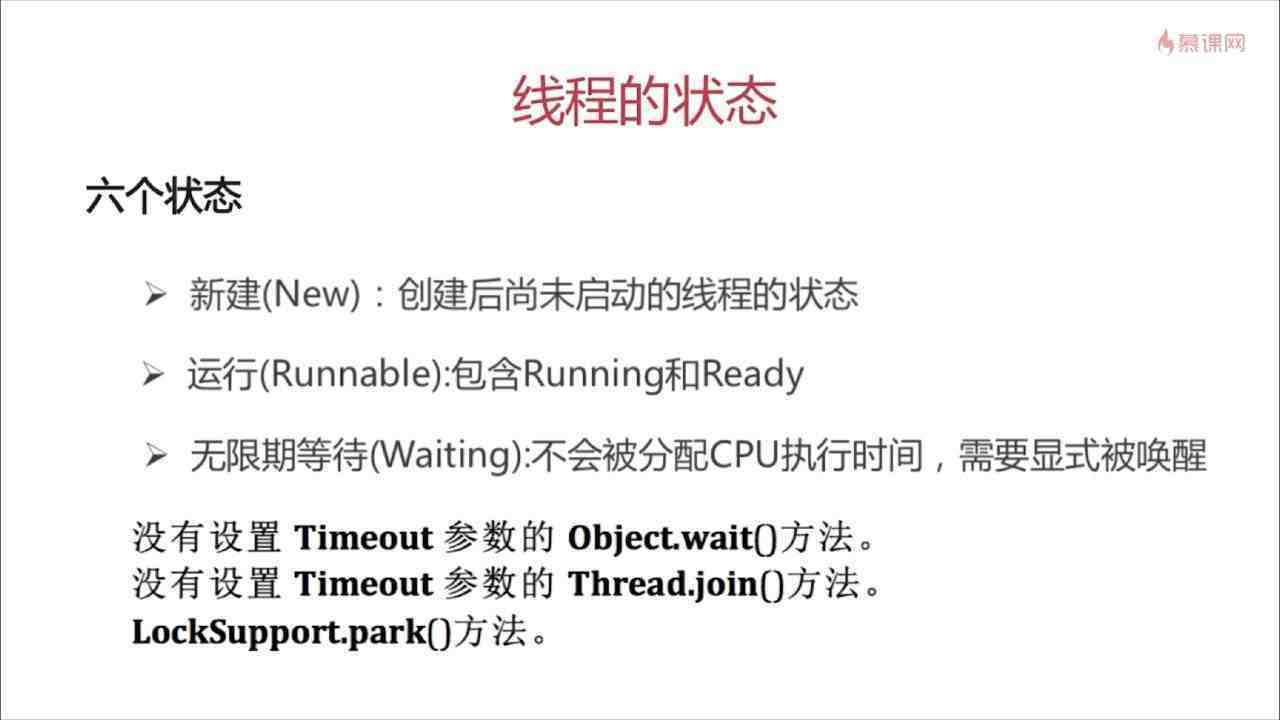 慕课网
线程的状态
六个状态
新建(New)：创建后尚未启动的线程的状态
运行(Runnable):包含Running和Ready
无限期等待(Waiting):不会被分配CPU执行时间，需要显式被唤醒
没有设置 Timeout 参数的 Object.wait()方法。
没有设置 Timeout 参数的 Thread.join()方法。
LockSupport.park()方法。